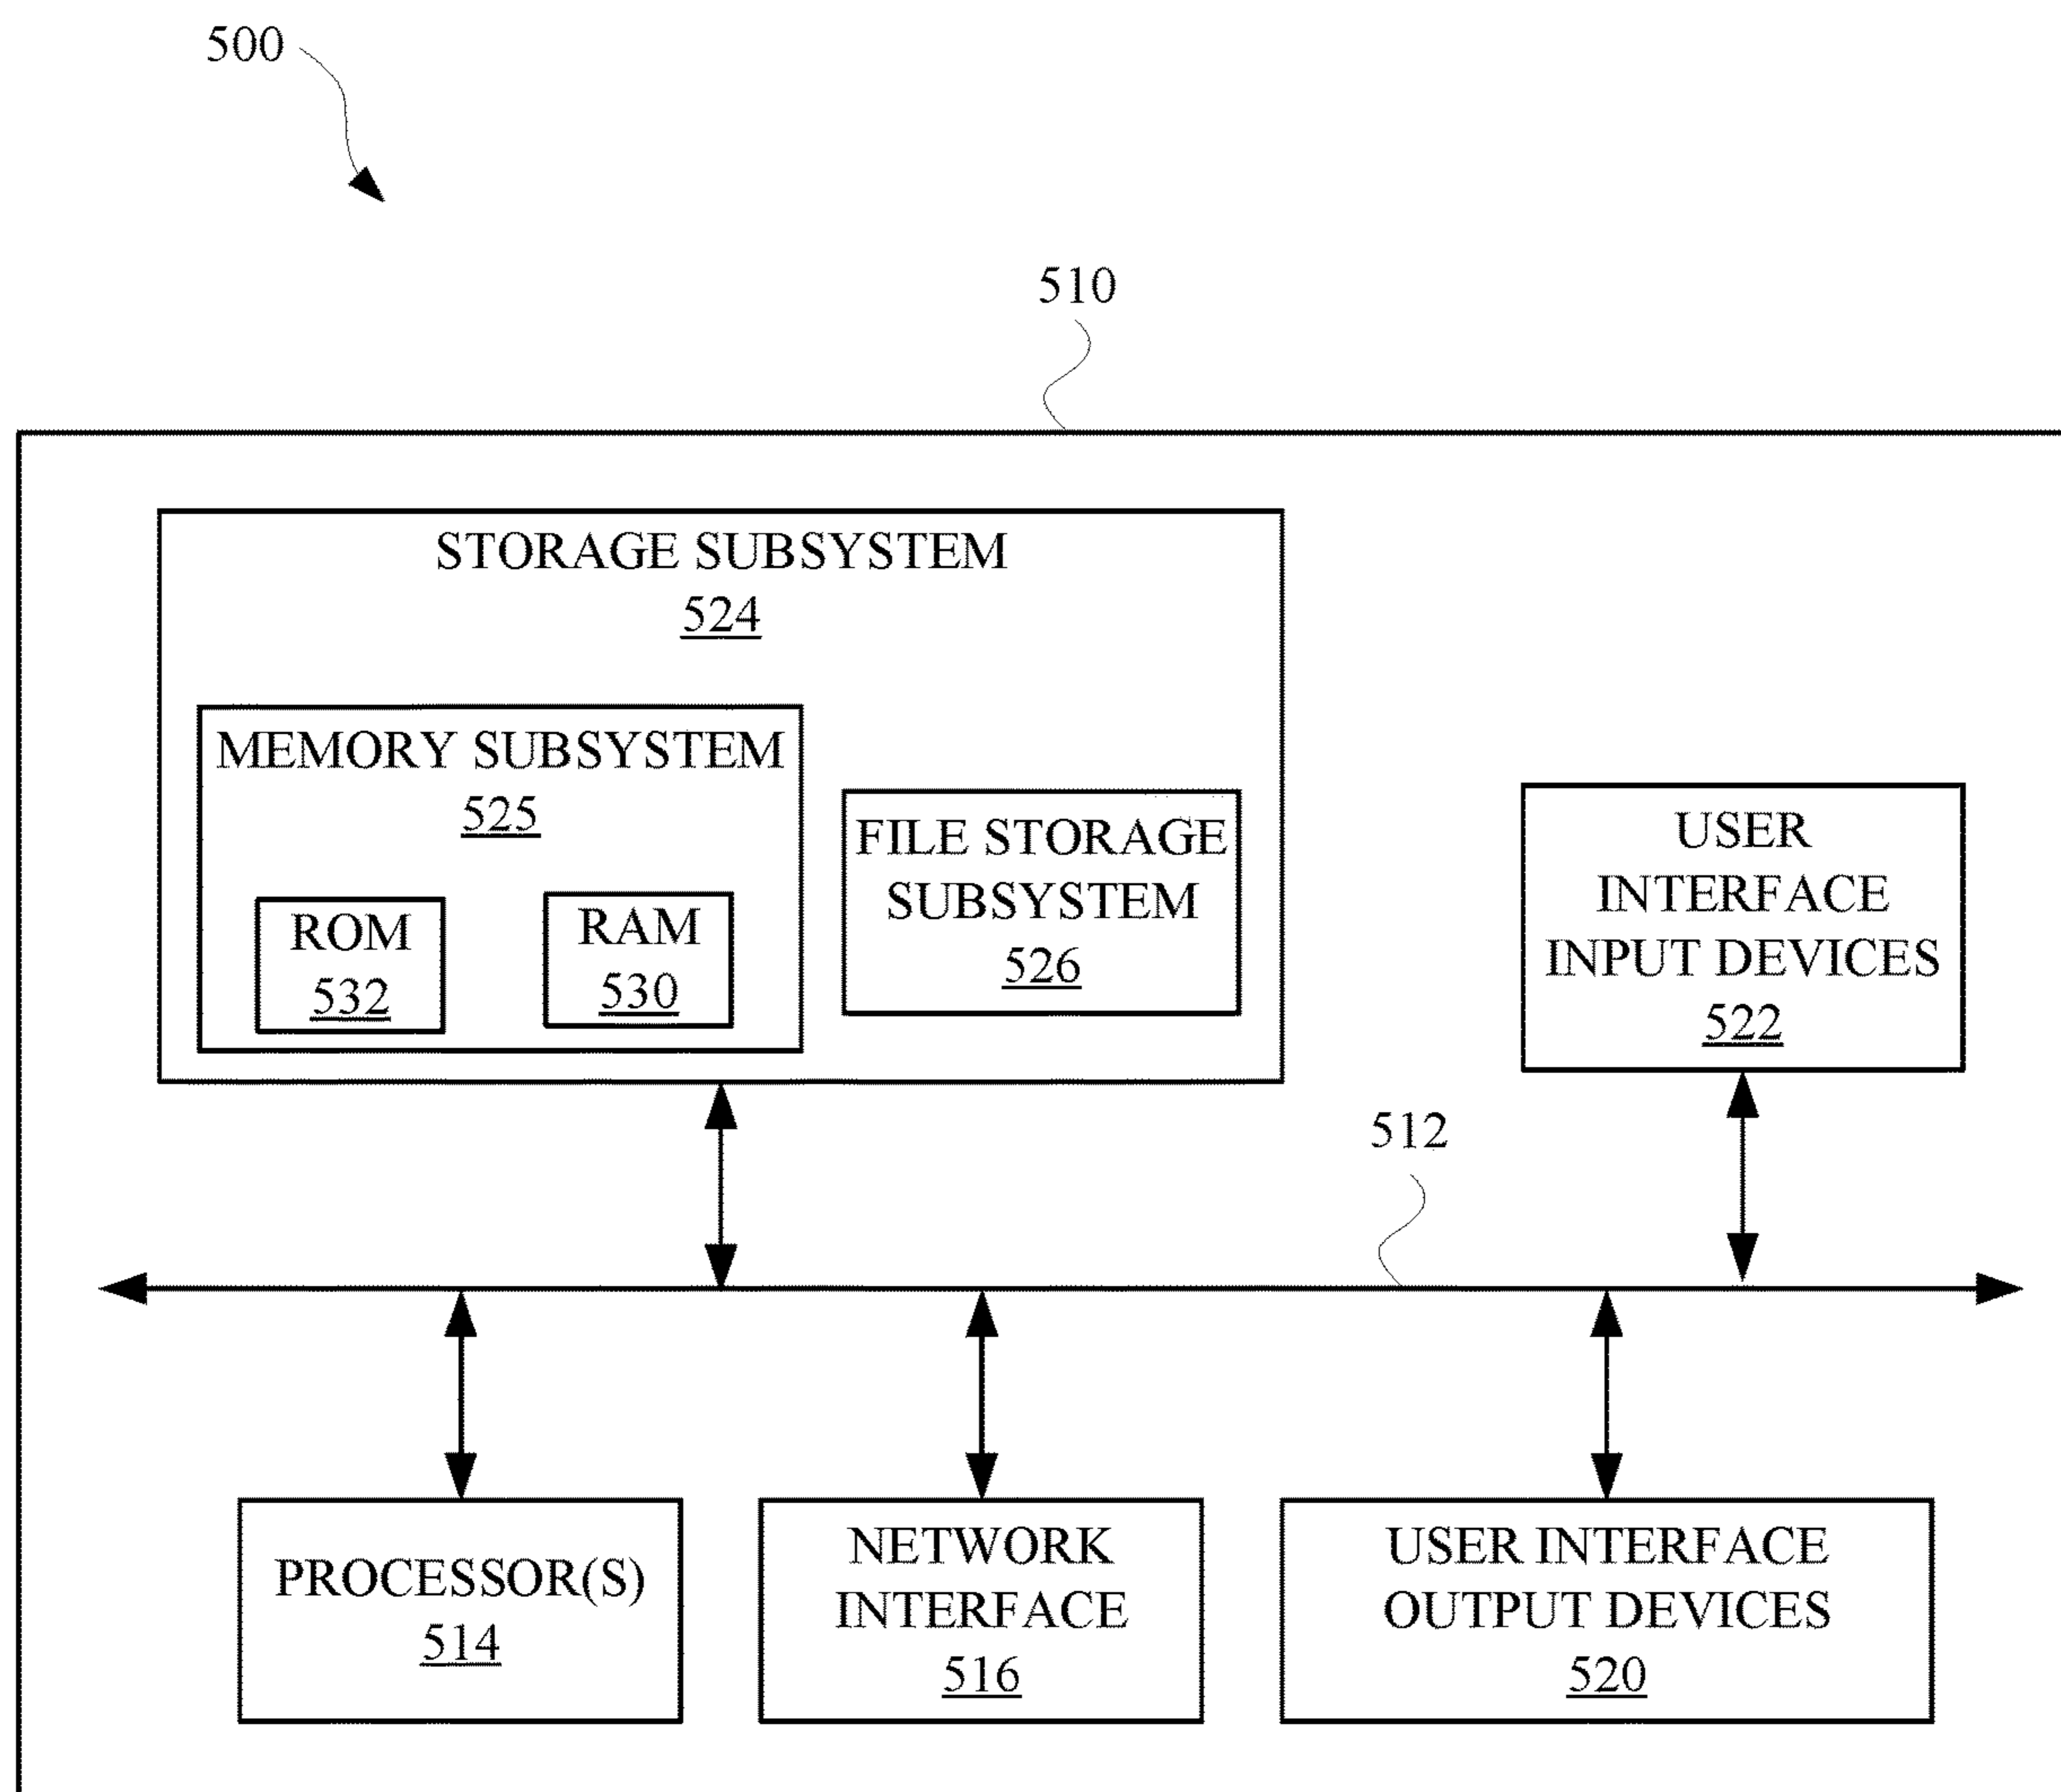 500
510
STORAGE SUBSYSTEM
524
MEMORY SUBSYSTEM
525
ROM
532
RAM
530
FILE STORAGE
SUBSYSTEM
526
USER
INTERFACE
INPUT DEVICES
522
512
PROCESSOR(S)
514
NETWORK
INTERFACE
516
USER INTERFACE
OUTPUT DEVICES
520